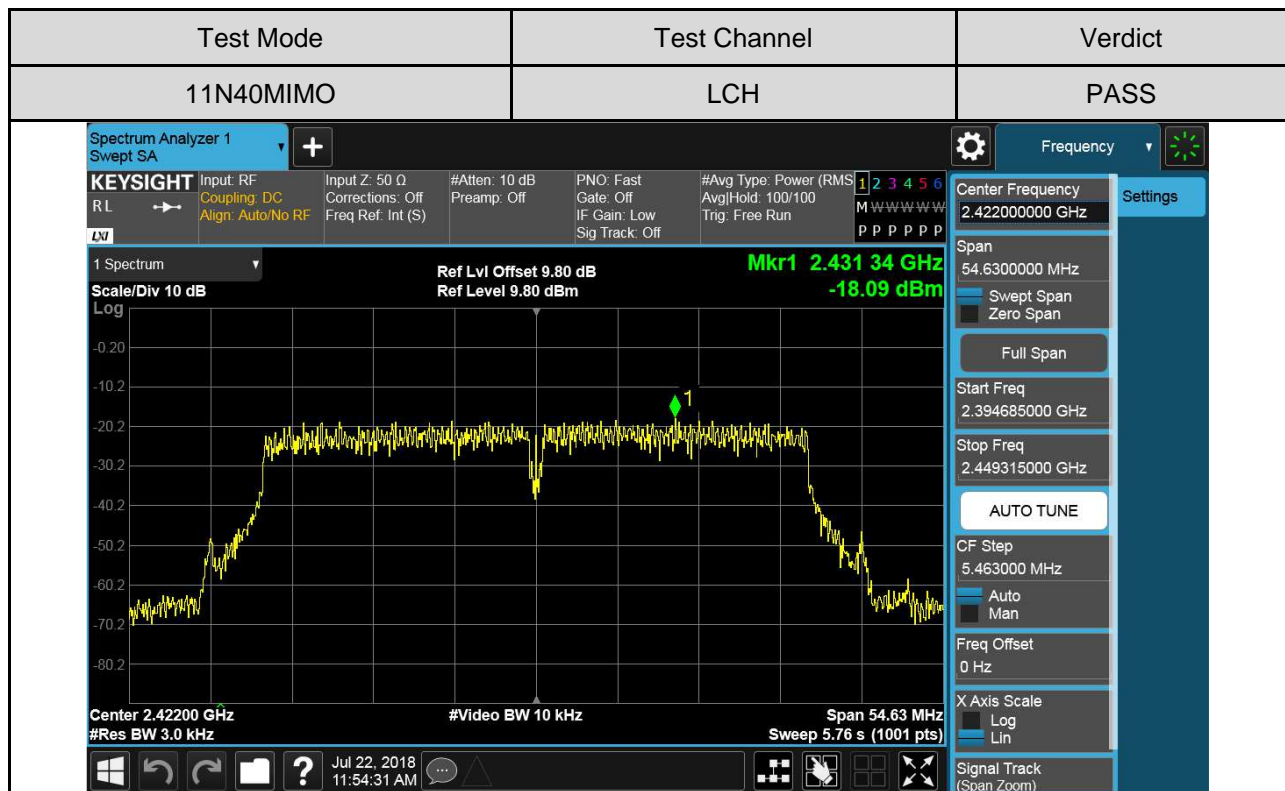 Test Mode Test Channel Verdict
11N40MIMO LCH PASS
Spectrum Analyzer 1
Swept SA
+
Frequency
KEYSIGHT
RL
LXI
Input: RF
Coupling: DC
Align: Auto/No RF
Input Z: 50 Ω
Corrections: Off
Freq Ref: Int (S)
#Atten: 10 dB
Preamp: Off
PNO: Fast
Gate: Off
IF Gain: Low
Sig Track: Off
#Avg Type: Power (RMS
Avg|Hold: 100/100
Trig: Free Run
1 2 3 4 5 6
M W W W W W
P P P P P P
1 Spectrum
Scale/Div 10 dB
Ref Lvl Offset 9.80 dB
Ref Level 9.80 dBm
Mkr1 2.431 34 GHz
-18.09 dBm
Log
-0.20
-10.2
1
-20.2
-30.2
-40.2
-50.2
-60.2
-70.2
-80.2
Center 2.42200 GHz
#Res BW 3.0 kHz
#Video BW 10 kHz
Span 54.63 MHz
Sweep 5.76 s (1001 pts)
?
Jul 22, 2018
11:54:31 AM
Center Frequency
2.422000000 GHz
Settings
Span
54.6300000 MHz
Swept Span
Zero Span
Full Span
Start Freq
2.394685000 GHz
Stop Freq
2.449315000 GHz
AUTO TUNE
CF Step
5.463000 MHz
Auto
Man
Freq Offset
0 Hz
X Axis Scale
Log
Lin
Signal Track
(Span Zoom)